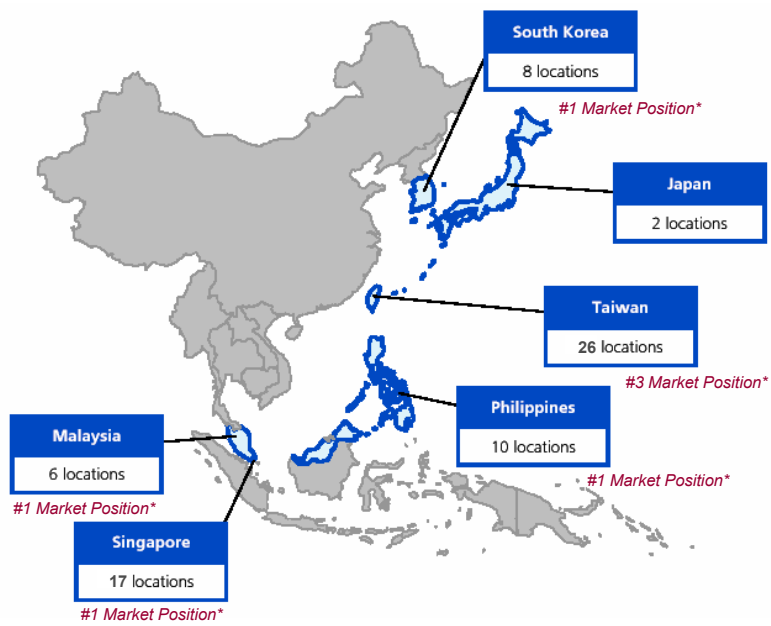 South Korea
8 locations
#1 Market Position*
Japan
2 locations
Taiwan
26 locations
#3 Market Position*
Philippines
10 locations
#1 Market Position*
Malaysia
6 locations
#1 Market Position*
Singapore
17 locations
#1 Market Position*